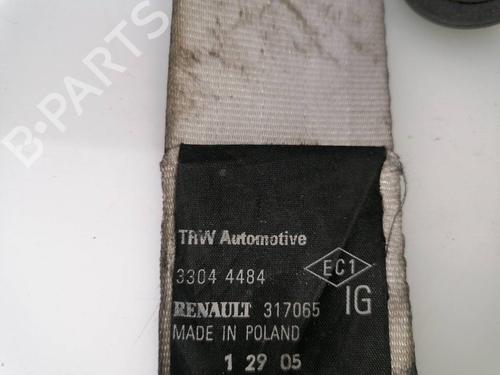 B-PARTS
TRW Automotive
3304 4484
EC1
RENAULT 317065
IG
MADE IN POLAND
1 29 05